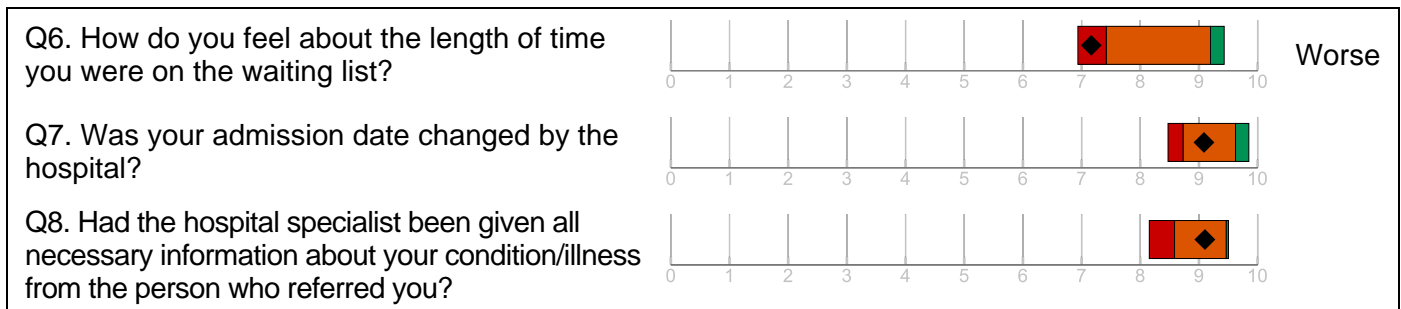 Q6. How do you feel about the length of time
you were on the waiting list?
Worse
0 1 2 3 4 5 6 7 8 9 10
Q7. Was your admission date changed by the
hospital?
0 1 2 3 4 5 6 7 8 9 10
Q8. Had the hospital specialist been given all
necessary information about your condition/illness
from the person who referred you?
0 1 2 3 4 5 6 7 8 9 10